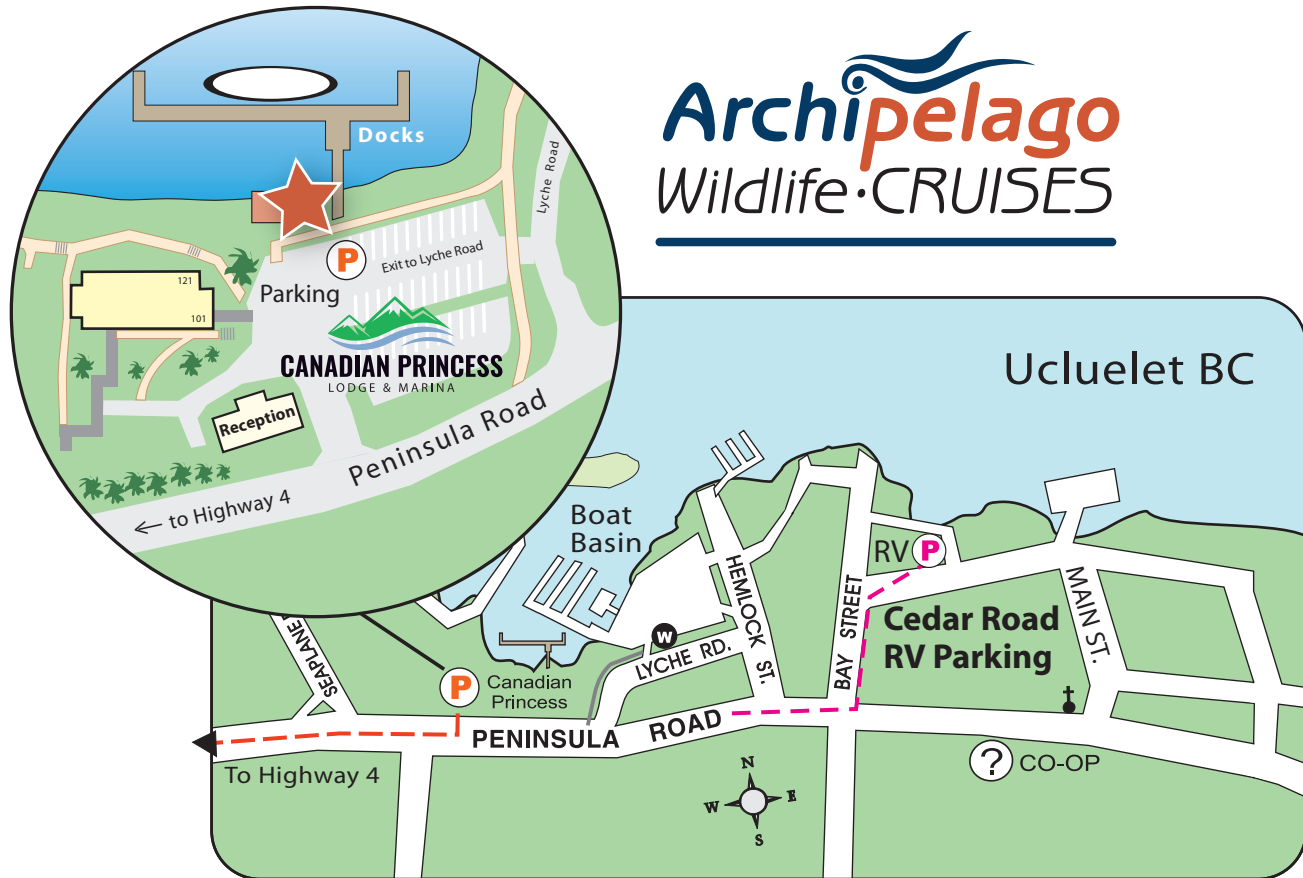 Archipelago
Wildlife·CRUISES
Docks
Lyche Road
P
Exit to Lyche Road
Parking
121
101
CANADIAN PRINCESS
LODGE & MARINA
Reception
Peninsula Road
← to Highway 4
Ucluelet BC
Boat
Basin
RV P
HEMLOCK ST.
BAY STREET
MAIN ST.
Cedar Road
RV Parking
W
LYCHE RD.
SEAPLANE
P
Canadian
Princess
PENINSULA ROAD
To Highway 4
? CO-OP
N
W
E
S